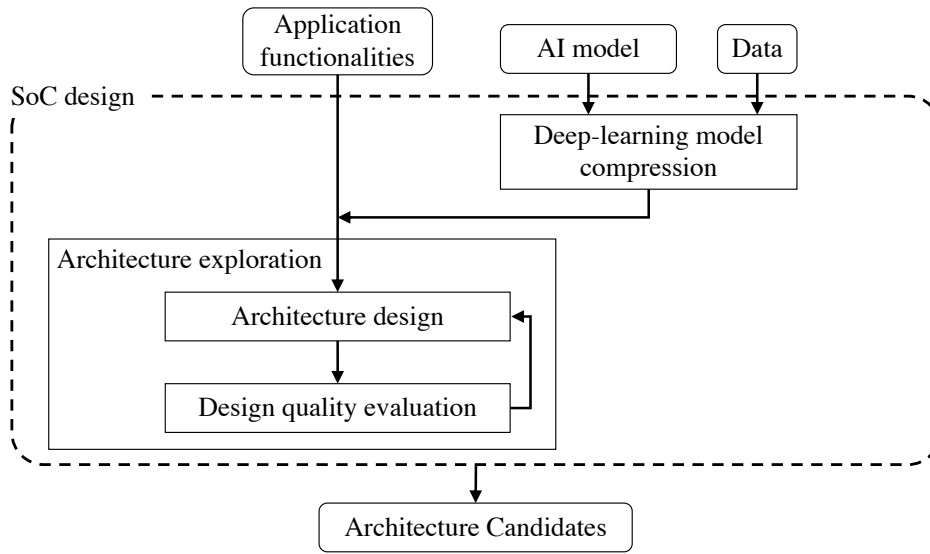 Application
functionalities
AI model
Data
SoC design
Deep-learning model
compression
Architecture exploration
Architecture design
Design quality evaluation
Architecture Candidates